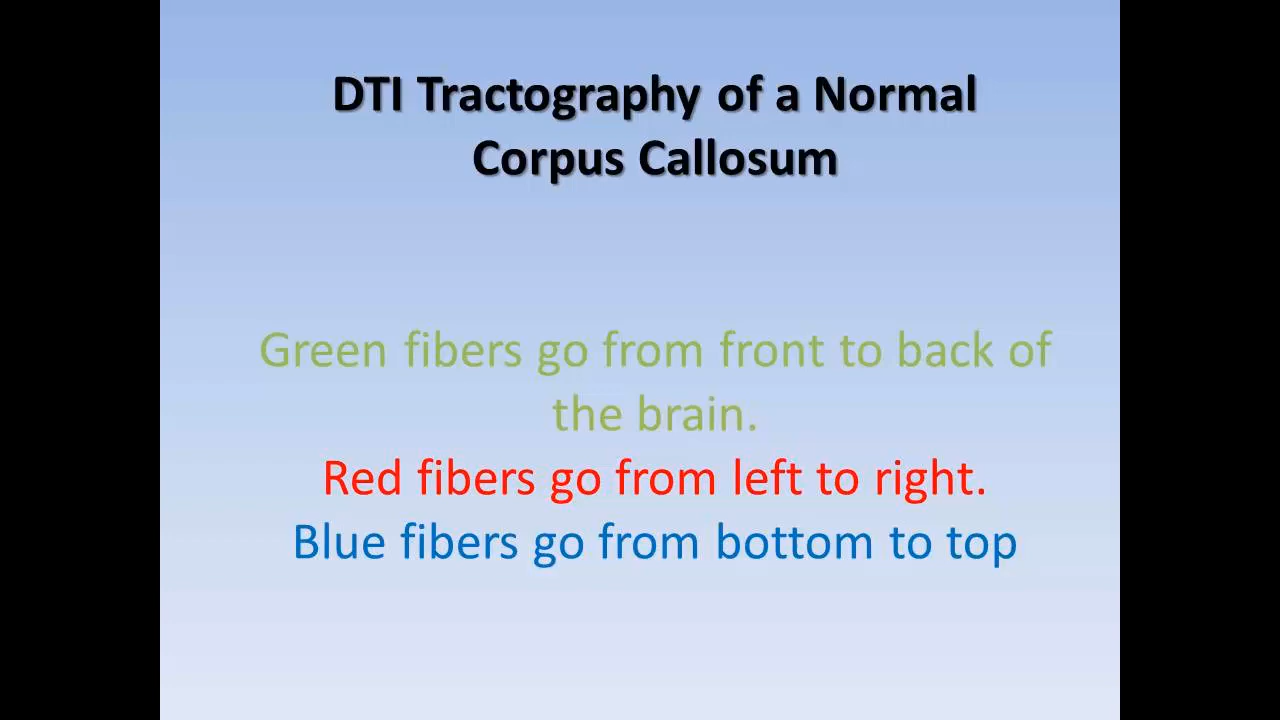 DTI Tractography of a Normal
Corpus Callosum
Green fibers go from front to back of
the brain.
Red fibers go from left to right.
Blue fibers go from bottom to top